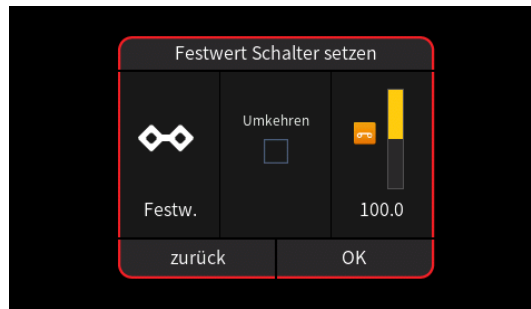 Festwert Schalter setzen
Umkehren
Festw.
100.0
zurück
OK